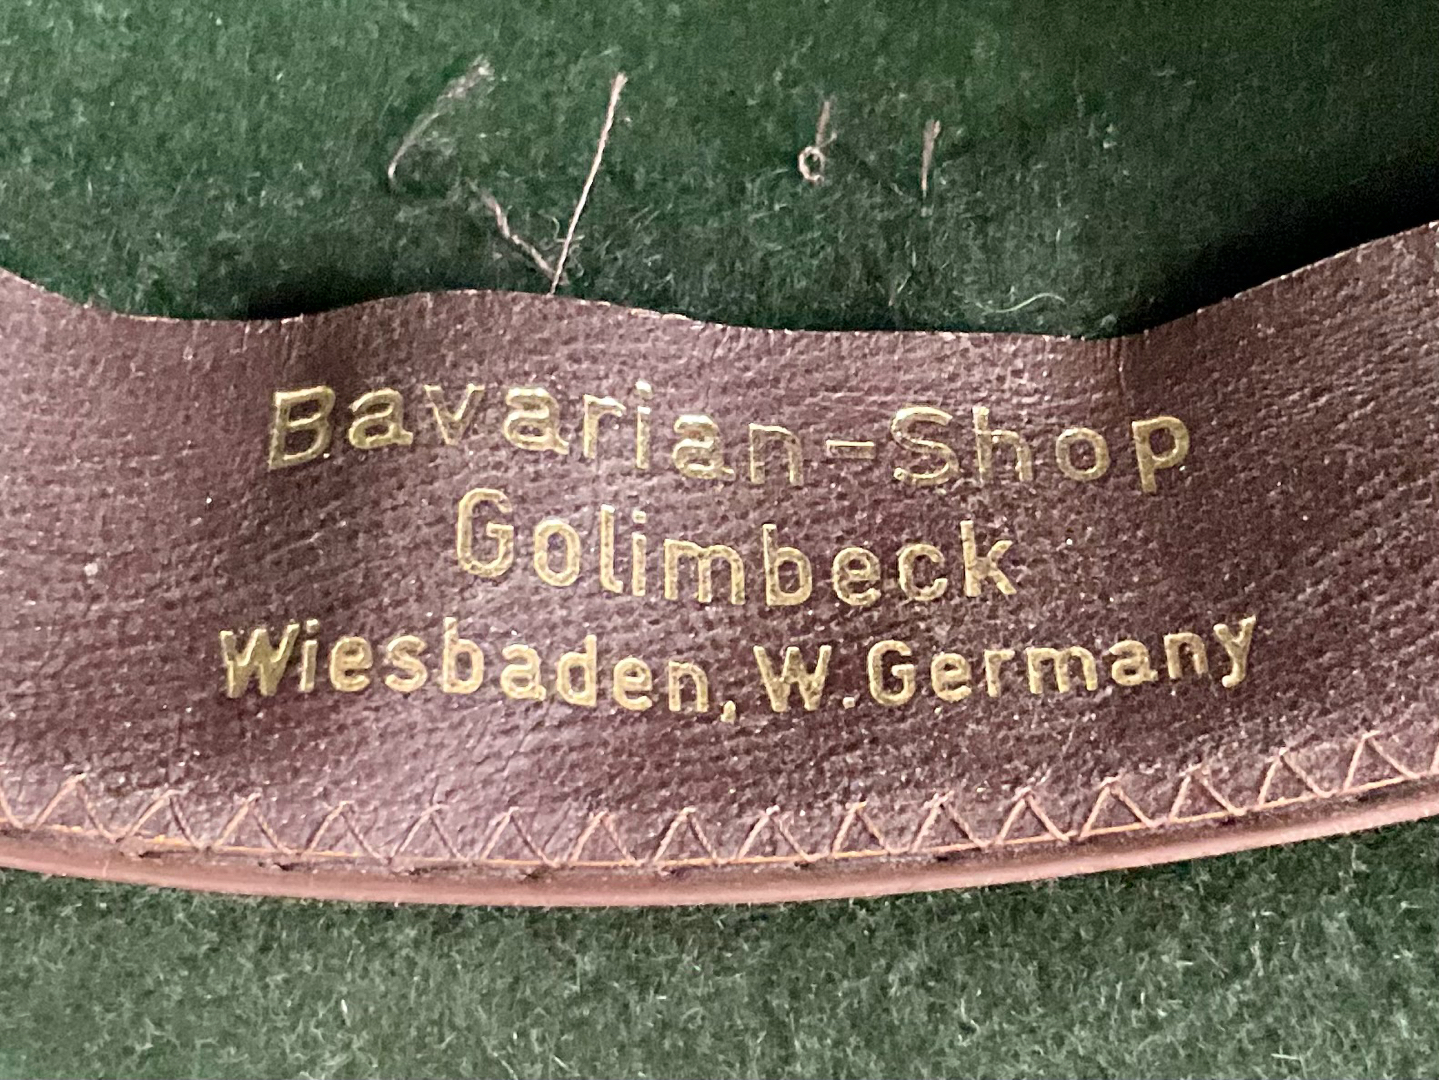 Bavarian-Shop
Golimbeck
Wiesbaden, W. Germany